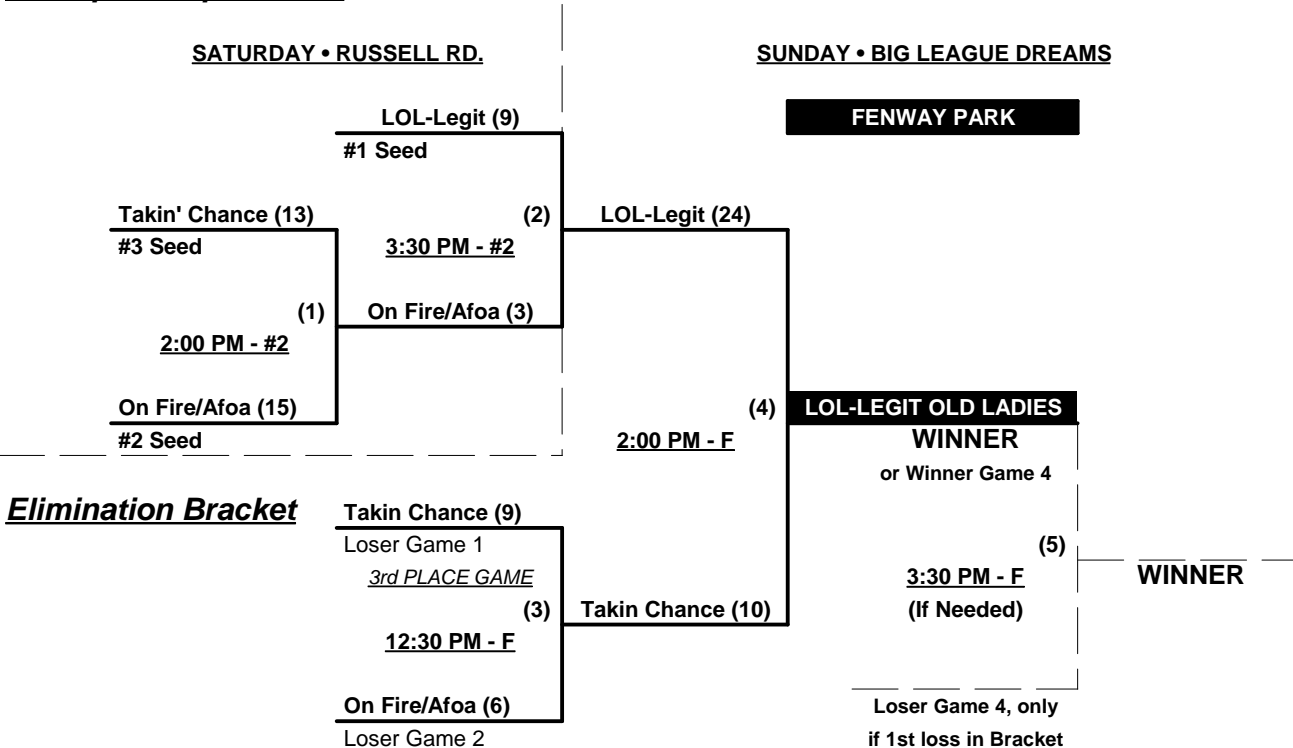 SATURDAY • RUSSELL RD.
SUNDAY • BIG LEAGUE DREAMS
LOL-Legit (9)
FENWAY PARK
#1 Seed
Takin' Chance (13)
(2)
LOL-Legit (24)
#3 Seed
3:30 PM - #2
(1)
On Fire/Afoa (3)
2:00 PM - #2
On Fire/Afoa (15)
(4)
LOL-LEGIT OLD LADIES
#2 Seed
2:00 PM - F
WINNER
or Winner Game 4
Elimination Bracket
Takin Chance (9)
Loser Game 1
(5)
3rd PLACE GAME
3:30 PM - F
WINNER
(3)
Takin Chance (10)
(If Needed)
12:30 PM - F
On Fire/Afoa (6)
Loser Game 4, only
Loser Game 2
if 1st loss in Bracket